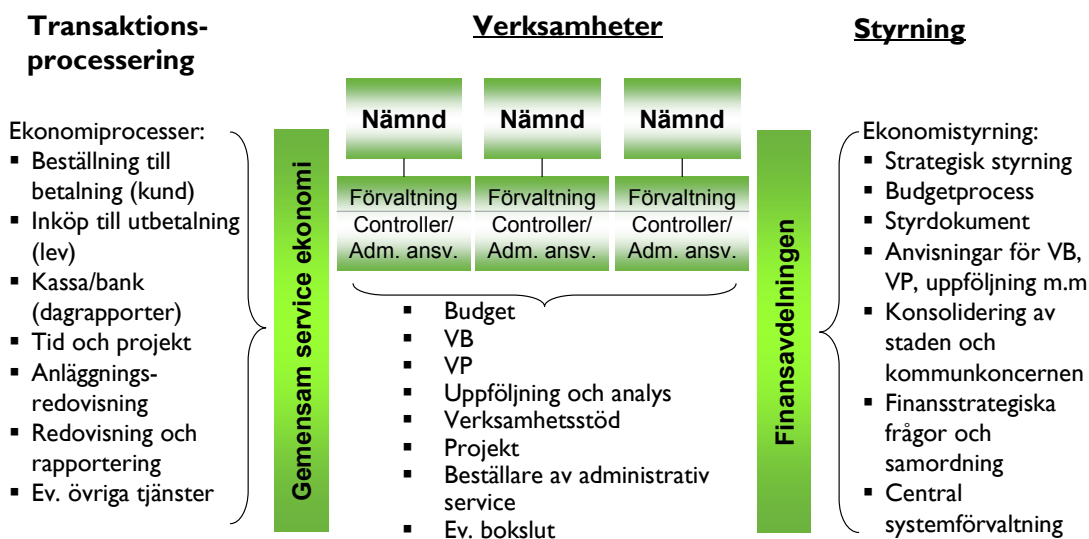 Transaktions-
processering
Ekonomiprocesser:
▪ Beställning till
betalning (kund)
▪ Inköp till utbetalning
(lev)
▪ Kassa/bank
(dagrapporter)
▪ Tid och projekt
▪ Anläggnings-
redovisning
▪ Redovisning och
rapportering
▪ Ev. övriga tjänster
Gemensam service ekonomi
Verksamheter
Nämnd
Förvaltning
Controller/
Adm. ansv.
Nämnd
Förvaltning
Controller/
Adm. ansv.
Nämnd
Förvaltning
Controller/
Adm. ansv.
▪ Budget
▪ VB
▪ VP
▪ Uppföljning och analys
▪ Verksamhetsstöd
▪ Projekt
▪ Beställare av administrativ
service
▪ Ev. bokslut
Finansavdelningen
Styrning
Ekonomistyrning:
▪ Strategisk styrning
▪ Budgetprocess
▪ Styrdokument
▪ Anvisningar för VB,
VP, uppföljning m.m
▪ Konsolidering av
staden och
kommunkoncernen
▪ Finansstrategiska
frågor och
samordning
▪ Central
systemförvaltning